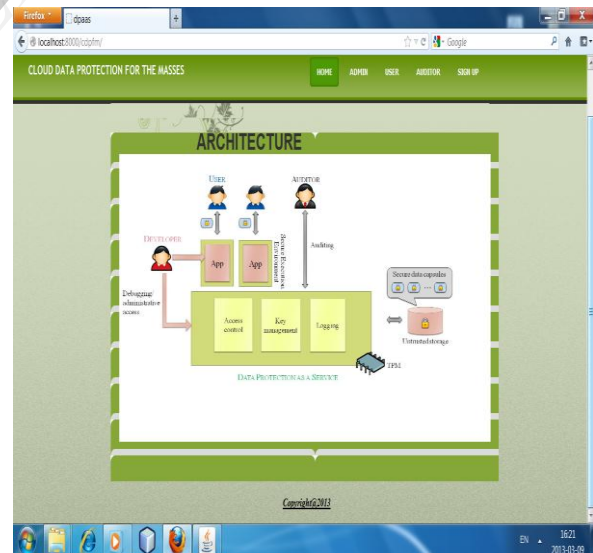 Firefox
dpaas
+
localhost:8000/cdpfm/
Google
CLOUD DATA PROTECTION FOR THE MASSES
HOME ADMIN USER AUDITOR SIGN UP
ARCHITECTURE
USER
AUDITOR
DEVELOPER
App
App
Secure Execution
Environment
Auditing
Debugging/
administrative
access
Secure data capsules
...
Access
control
Key
management
Logging
Untrusted storage
TPM
DATA PROTECTION AS A SERVICE
Copyright@2013
EN
16:21
2013-03-09